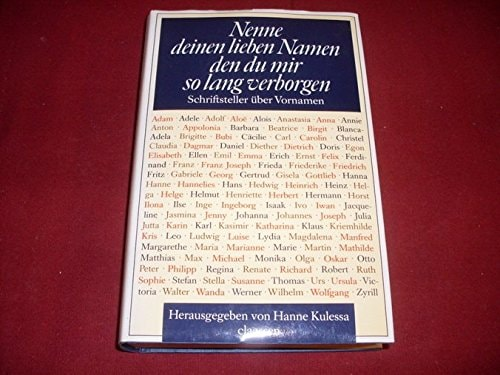 Nenne
deinen lieben Namen
den du mir
so lang verborgen
Schriftsteller über Vornamen
Adam · Adele · Adolf · Aloé · Alois · Anastasia · Anna · Annie
Anton · Appolonia · Barbara · Beatrice · Birgit · Blanca-
Adela · Brigitte · Bubi · Cäcilie · Carl · Carolin · Christel
Claudia · Dagmar · Daniel · Diether · Dietrich · Doris · Egon
Elisabeth · Ellen · Emil · Emma · Erich · Ernst · Felix · Ferdi-
nand · Franz · Franz Joseph · Frieda · Friederike · Friedrich
Fritz · Gabriele · Georg · Gertrud · Gisela · Gottlieb · Hanna
Hanne · Hannelies · Hans · Hedwig · Heinrich · Heinz · Hel-
ga · Helge · Helmut · Henriette · Herbert · Hermann · Horst
Ilona · Ilse · Inge · Ingeborg · Isaak · Ivo · Iwan · Jacque-
line · Jasmina · Jenny · Johanna · Johannes · Joseph · Julia
Jutta · Karin · Karl · Kasimir · Katharina · Klaus · Kriemhilde
Kris · Leo · Ludwig · Luise · Lydia · Magdalena · Manfred
Margarethe · Maria · Marianne · Marie · Martin · Mathilde
Matthias · Max · Michael · Monika · Olga · Oskar · Otto
Peter · Philipp · Regina · Renate · Richard · Robert · Ruth
Sophie · Stefan · Stella · Susanne · Thomas · Urs · Ursula · Vic-
toria · Walter · Wanda · Werner · Wilhelm · Wolfgang · Zyrill
Herausgegeben von Hanne Kulessa
claassen